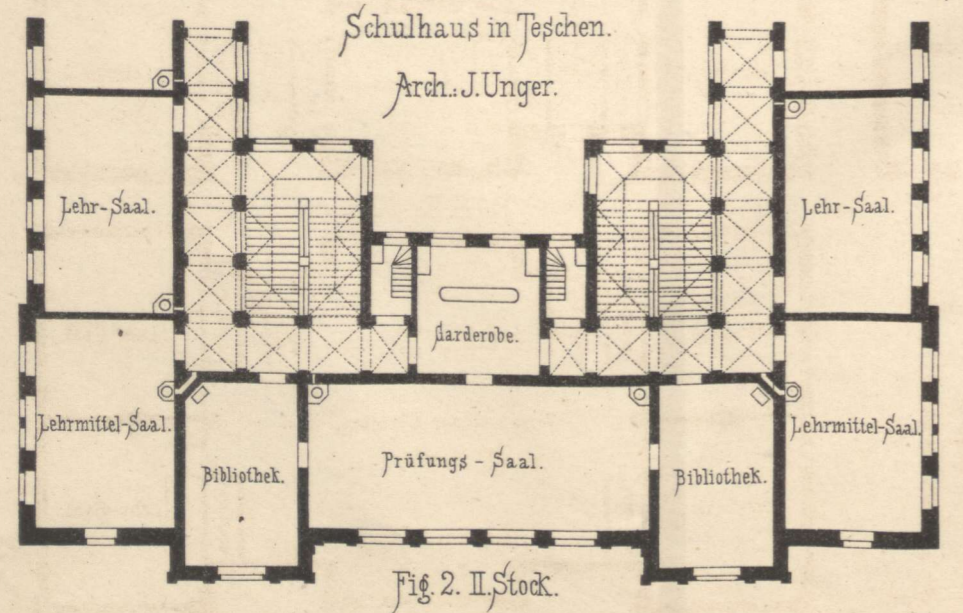 Schulhaus in Teschen.
Arch.: J. Unger.
Lehr-Saal.
Lehr-Saal.
Garderobe.
Lehrmittel-Saal.
Bibliothek.
Prüfungs-Saal.
Bibliothek.
Lehrmittel-Saal.
Fig. 2. II. Stock.